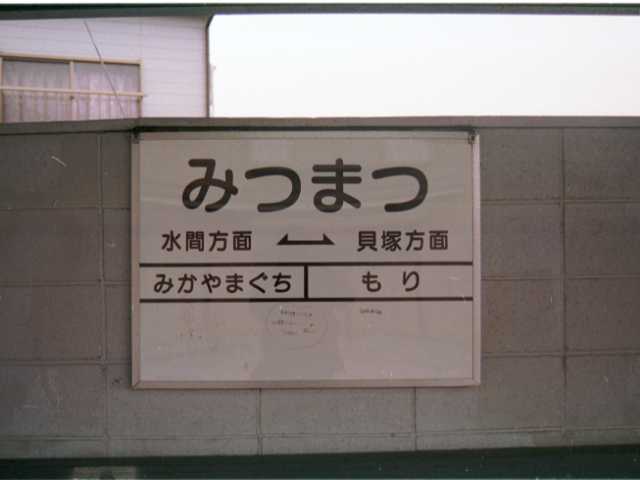 みつまつ
水間方面 貝塚方面
みかやまぐち もり